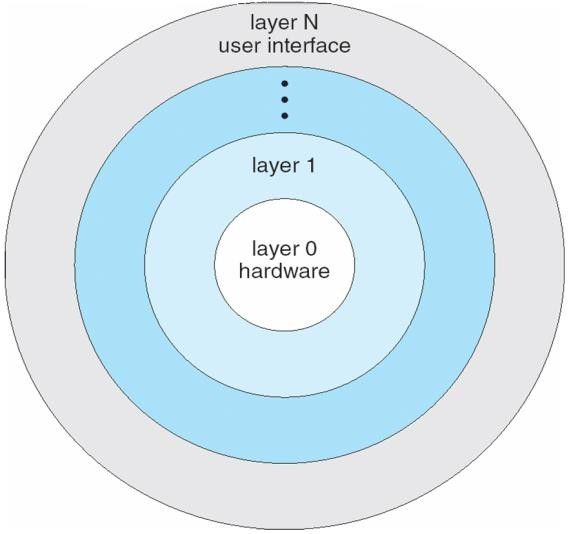 layer N
user interface
layer 1
layer 0
hardware